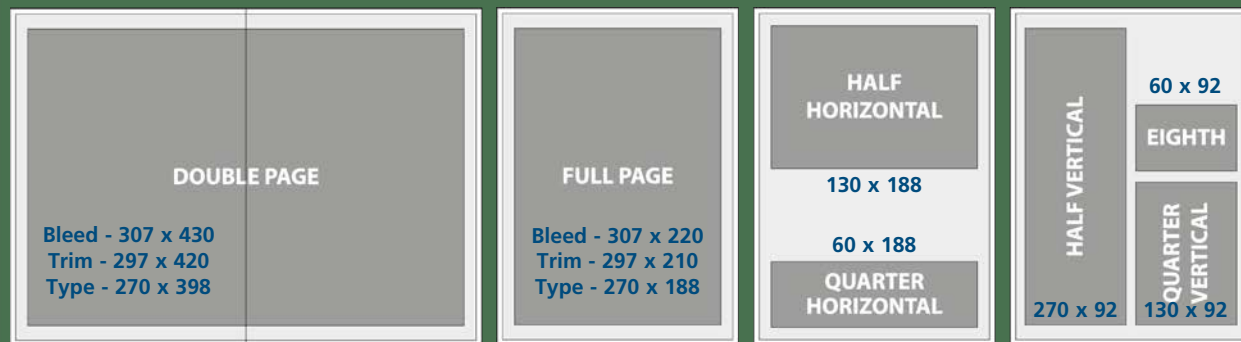 DOUBLE PAGE
Bleed - 307 x 430
Trim - 297 x 420
Type - 270 x 398
FULL PAGE
Bleed - 307 x 220
Trim - 297 x 210
Type - 270 x 188
HALF
HORIZONTAL
130 x 188
60 x 188
QUARTER
HORIZONTAL
HALF VERTICAL
270 x 92
60 x 92
EIGHTH
QUARTER
VERTICAL
130 x 92